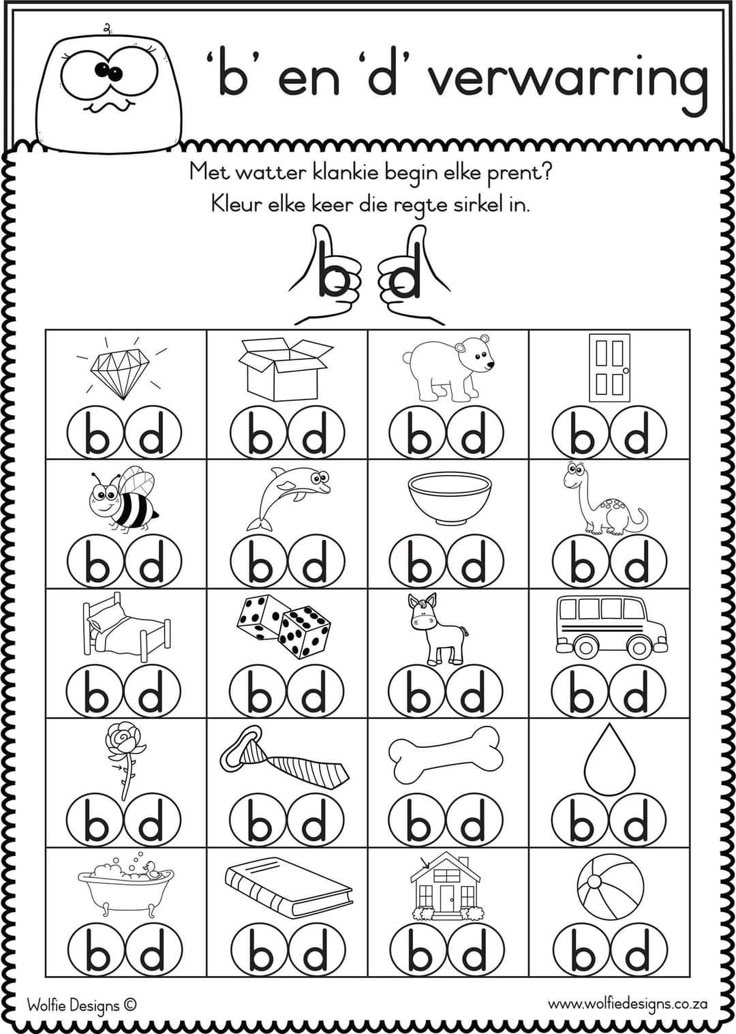 ‘b’ en ‘d’ verwarring
Met watter klankie begin elke prent?
Kleur elke keer die regte sirkel in.
b d
b d b d b d b d
b d b d b d b d
b d b d b d b d
b d b d b d b d
b d b d b d b d
Wolfie Designs © www.wolfiedesigns.co.za